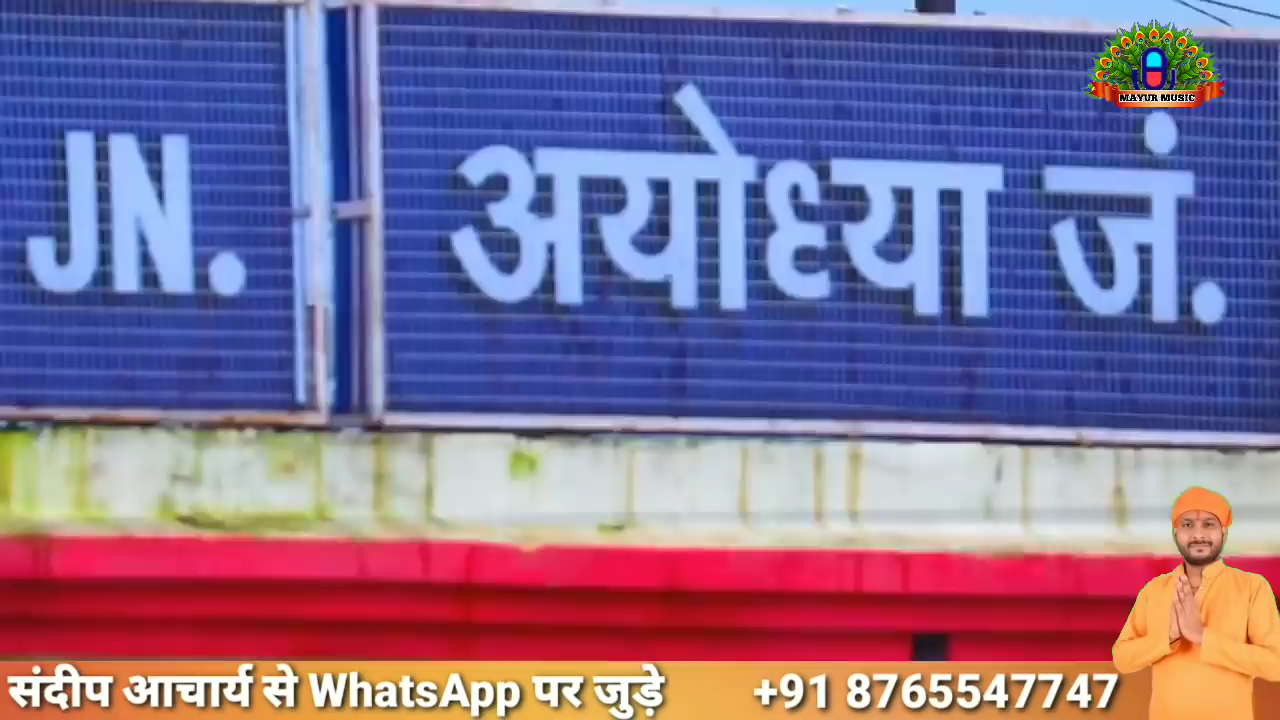 MAYUR MUSIC
JN. अयोध्या जं.
संदीप आचार्य से WhatsApp पर जुड़े +91 8765547747